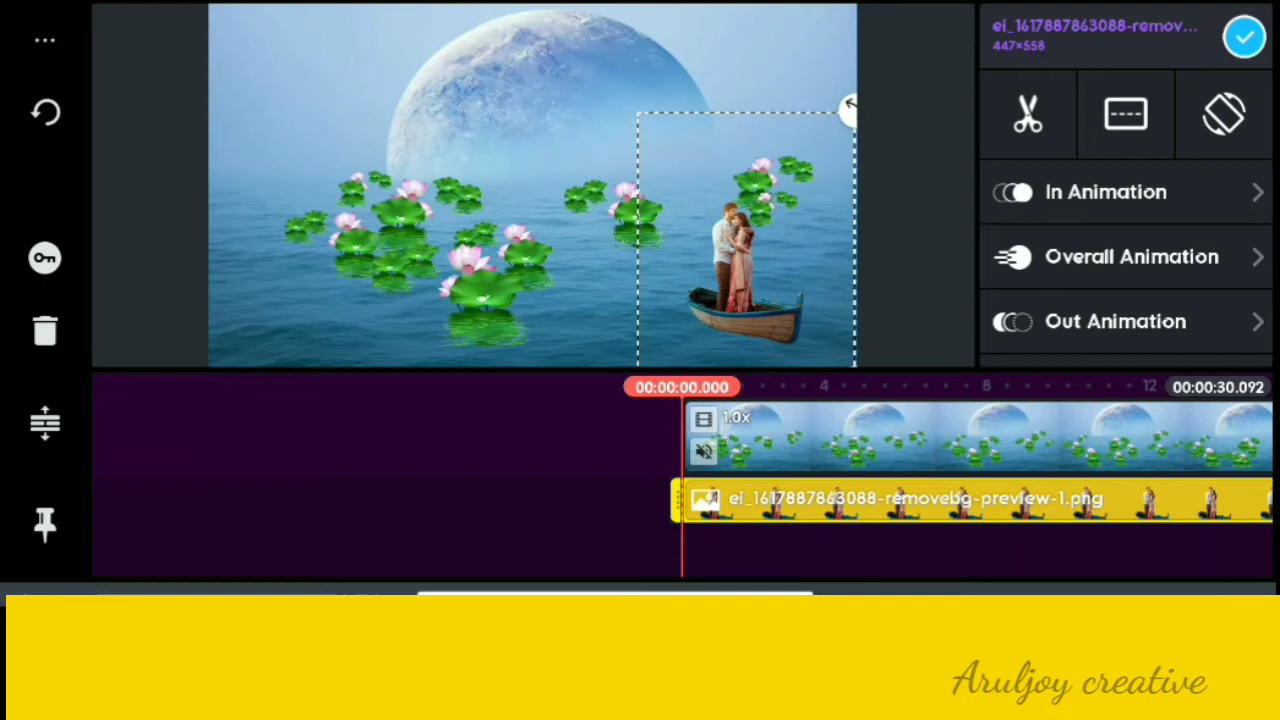 ei_1617887863088-remov...
447×558
In Animation
Overall Animation
Out Animation
00:00:00.000
4
8
12
00:00:30.092
1.0x
ei_1617887863088-removebg-preview-1.png
Aruljoy creative